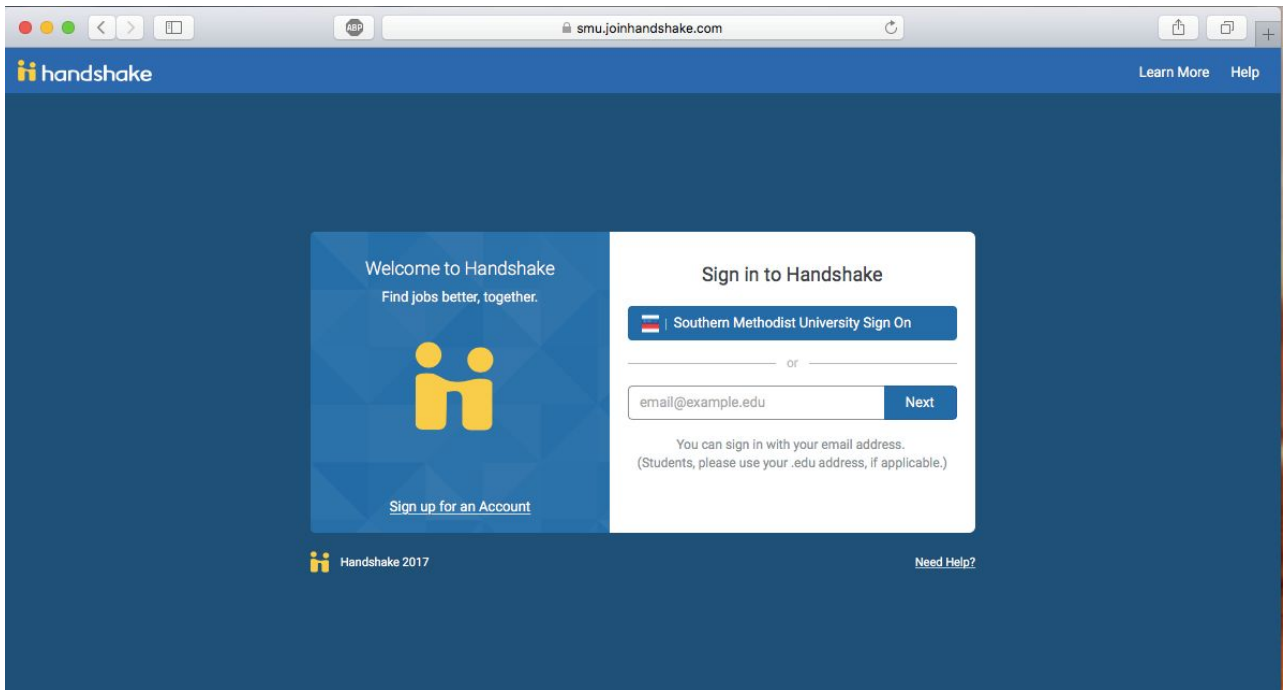 ABP
smu.joinhandshake.com
handshake
Learn More Help
Welcome to Handshake
Find jobs better, together.
Sign up for an Account
Sign in to Handshake
| Southern Methodist University Sign On
or
email@example.edu Next
You can sign in with your email address.
(Students, please use your .edu address, if applicable.)
Handshake 2017
Need Help?